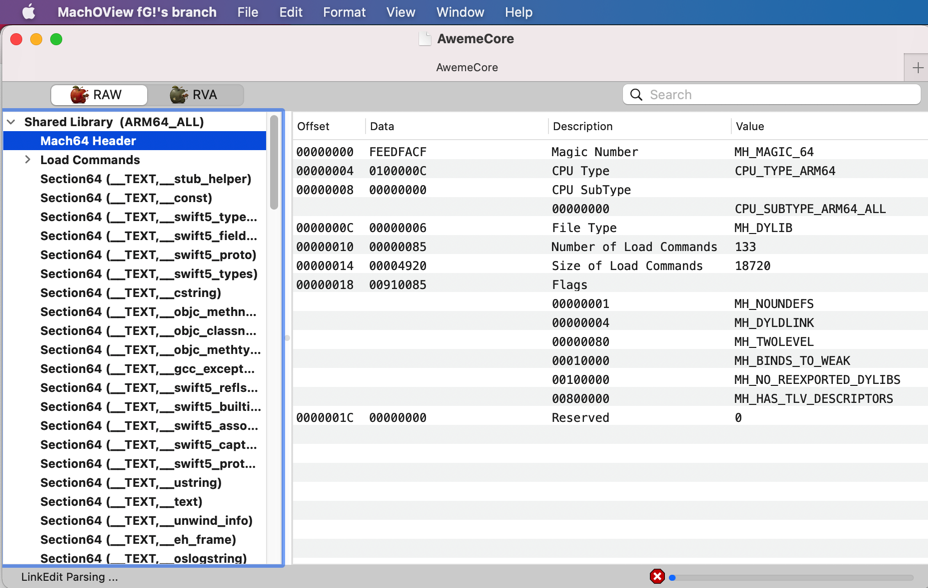 MachOView fG!'s branch File Edit Format View Window Help
AwemeCore
AwemeCore
RAW RVA Search
Shared Library (ARM64_ALL)
Mach64 Header
Load Commands
Section64 (__TEXT,__stub_helper)
Section64 (__TEXT,__const)
Section64 (__TEXT,__swift5_type...
Section64 (__TEXT,__swift5_field...
Section64 (__TEXT,__swift5_proto)
Section64 (__TEXT,__swift5_types)
Section64 (__TEXT,__cstring)
Section64 (__TEXT,__objc_methn...
Section64 (__TEXT,__objc_classn...
Section64 (__TEXT,__objc_methty...
Section64 (__TEXT,__gcc_except...
Section64 (__TEXT,__swift5_refls...
Section64 (__TEXT,__swift5_builti...
Section64 (__TEXT,__swift5_asso...
Section64 (__TEXT,__swift5_capt...
Section64 (__TEXT,__swift5_prot...
Section64 (__TEXT,__ustring)
Section64 (__TEXT,__text)
Section64 (__TEXT,__unwind_info)
Section64 (__TEXT,__eh_frame)
Section64 (__TEXT,__oslogstring)
Offset Data Description Value
00000000 FEEDFACF Magic Number MH_MAGIC_64
00000004 0100000C CPU Type CPU_TYPE_ARM64
00000008 00000000 CPU SubType
00000000 CPU_SUBTYPE_ARM64_ALL
0000000C 00000006 File Type MH_DYLIB
00000010 00000085 Number of Load Commands 133
00000014 00004920 Size of Load Commands 18720
00000018 00910085 Flags
00000001 MH_NOUNDEFS
00000004 MH_DYLDLINK
00000080 MH_TWOLEVEL
00010000 MH_BINDS_TO_WEAK
00100000 MH_NO_REEXPORTED_DYLIBS
00800000 MH_HAS_TLV_DESCRIPTORS
0000001C 00000000 Reserved 0
LinkEdit Parsing ...